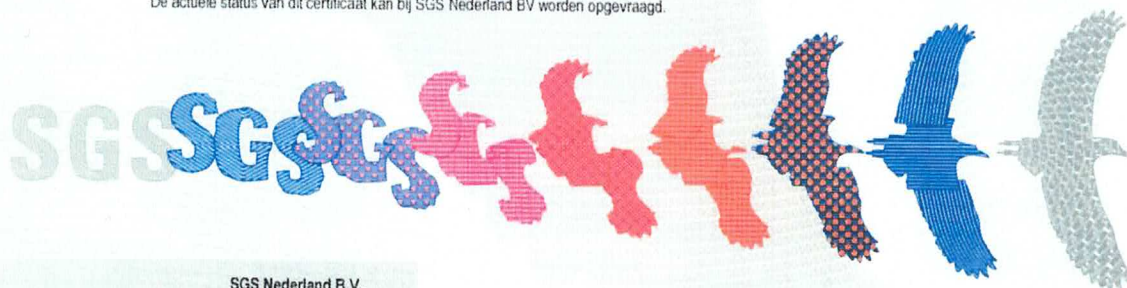 De actuele status van dit certificaat kan bij SGS Nederland BV worden opgevraagd.
SGS SGS SGS
SGS Nederland B.V.